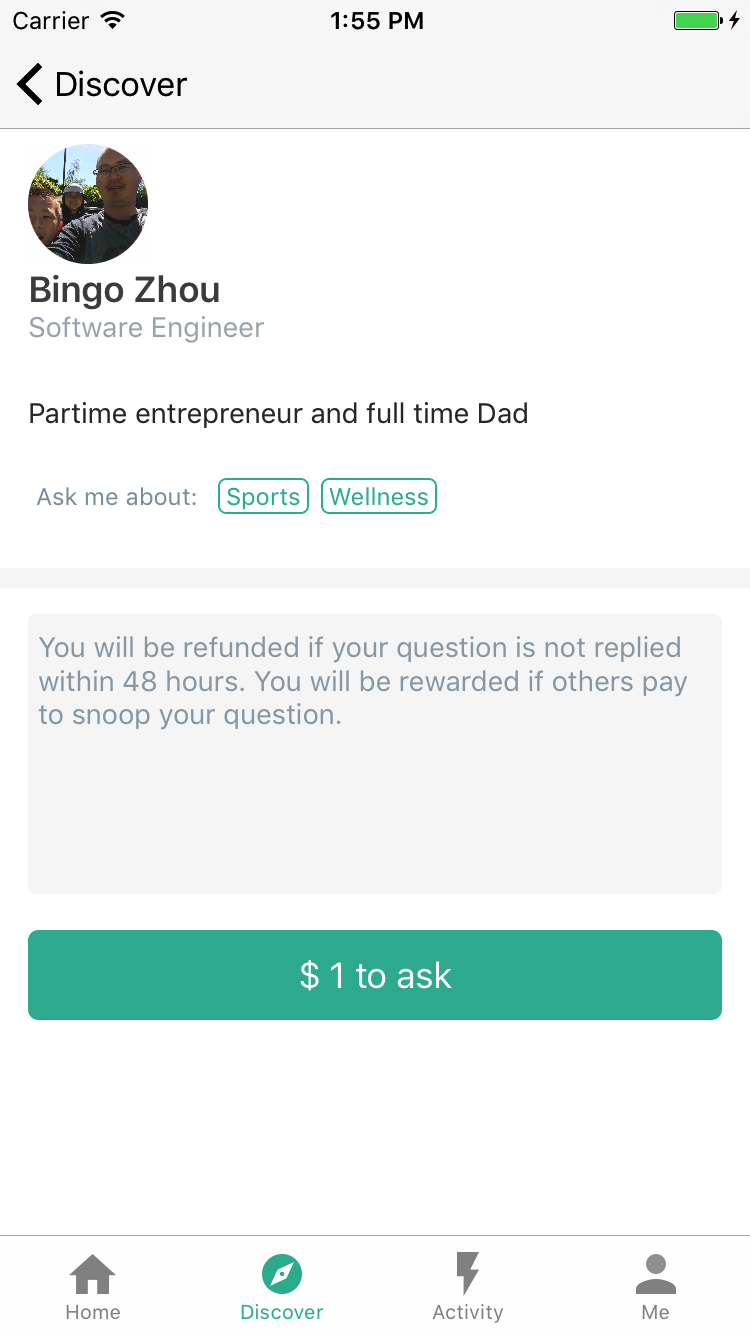 Carrier 1:55 PM
Discover
Bingo Zhou
Software Engineer
Partime entrepreneur and full time Dad
Ask me about: Sports Wellness
You will be refunded if your question is not replied
within 48 hours. You will be rewarded if others pay
to snoop your question.
$ 1 to ask
Home Discover Activity Me